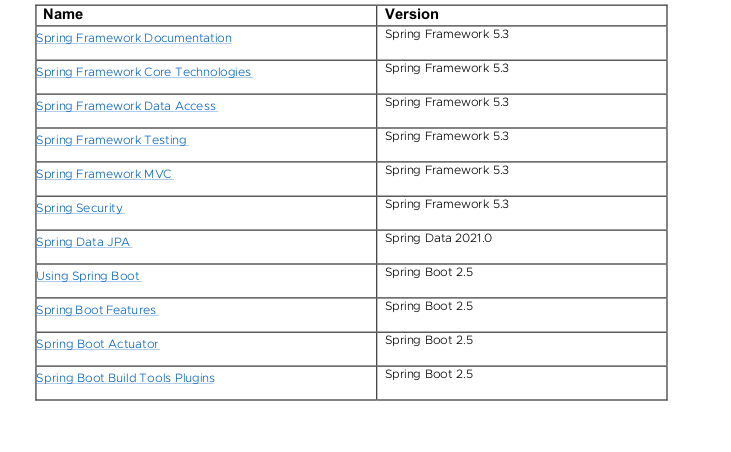 Name Version
Spring Framework Documentation Spring Framework 5.3
Spring Framework Core Technologies Spring Framework 5.3
Spring Framework Data Access Spring Framework 5.3
Spring Framework Testing Spring Framework 5.3
Spring Framework MVC Spring Framework 5.3
Spring Security Spring Framework 5.3
Spring Data JPA Spring Data 2021.0
Using Spring Boot Spring Boot 2.5
Spring Boot Features Spring Boot 2.5
Spring Boot Actuator Spring Boot 2.5
Spring Boot Build Tools Plugins Spring Boot 2.5